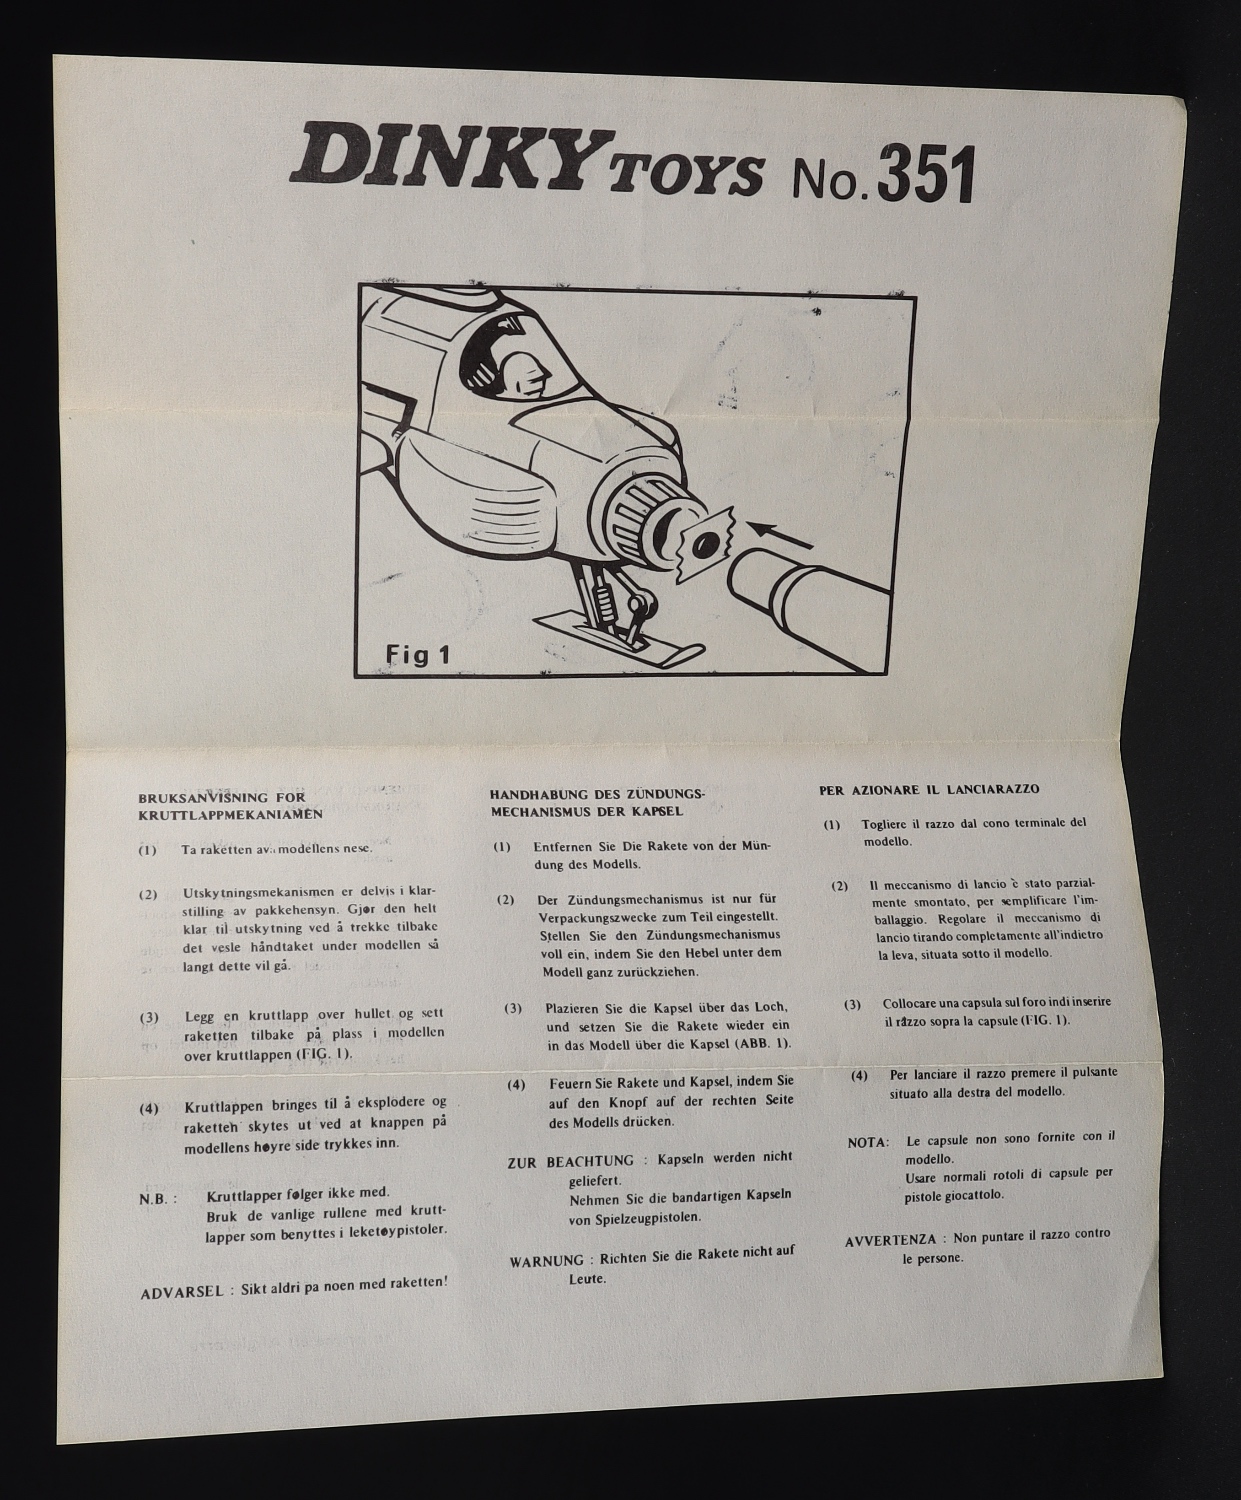 DINKY TOYS No. 351
Fig 1
BRUKSANVISNING FOR
KRUTTLAPPMEKANIAMEN
(1) Ta raketten av modellens nese.
(2) Utskytningsmekanismen er delvis i klar-
stilling av pakkehensyn. Gjør den helt
klar til utskytning ved å trekke tilbake
det vesle håndtaket under modellen så
langt dette vil gå.
(3) Legg en kruttlapp over hullet og sett
raketten tilbake på plass i modellen
over kruttlappen (FIG. 1).
(4) Kruttlappen bringes til å eksplodere og
raketten skytes ut ved at knappen på
modellens høyre side trykkes inn.
N.B. : Kruttlapper følger ikke med.
Bruk de vanlige rullene med krutt-
lapper som benyttes i leketøypistoler.
ADVARSEL : Sikt aldri pa noen med raketten!
HANDHABUNG DES ZÜNDUNGS-
MECHANISMUS DER KAPSEL
(1) Entfernen Sie Die Rakete von der Mün-
dung des Modells.
(2) Der Zündungsmechanismus ist nur für
Verpackungszwecke zum Teil eingestellt.
Stellen Sie den Zündungsmechanismus
voll ein, indem Sie den Hebel unter dem
Modell ganz zurückziehen.
(3) Plazieren Sie die Kapsel über das Loch,
und setzen Sie die Rakete wieder ein
in das Modell über die Kapsel (ABB. 1).
(4) Feuern Sie Rakete und Kapsel, indem Sie
auf den Knopf auf der rechten Seite
des Modells drücken.
ZUR BEACHTUNG : Kapseln werden nicht
geliefert.
Nehmen Sie die bandartigen Kapseln
von Spielzeugpistolen.
WARNUNG : Richten Sie die Rakete nicht auf
Leute.
PER AZIONARE IL LANCIARAZZO
(1) Togliere il razzo dal cono terminale del
modello.
(2) Il meccanismo di lancio è stato parzial-
mente smontato, per semplificare l'im-
ballaggio. Regolare il meccanismo di
lancio tirando completamente all'indietro
la leva, situata sotto il modello.
(3) Collocare una capsula sul foro indi inserire
il razzo sopra la capsule (FIG. 1).
(4) Per lanciare il razzo premere il pulsante
situato alla destra del modello.
NOTA: Le capsule non sono fornite con il
modello.
Usare normali rotoli di capsule per
pistole giocattolo.
AVVERTENZA : Non puntare il razzo contro
le persone.